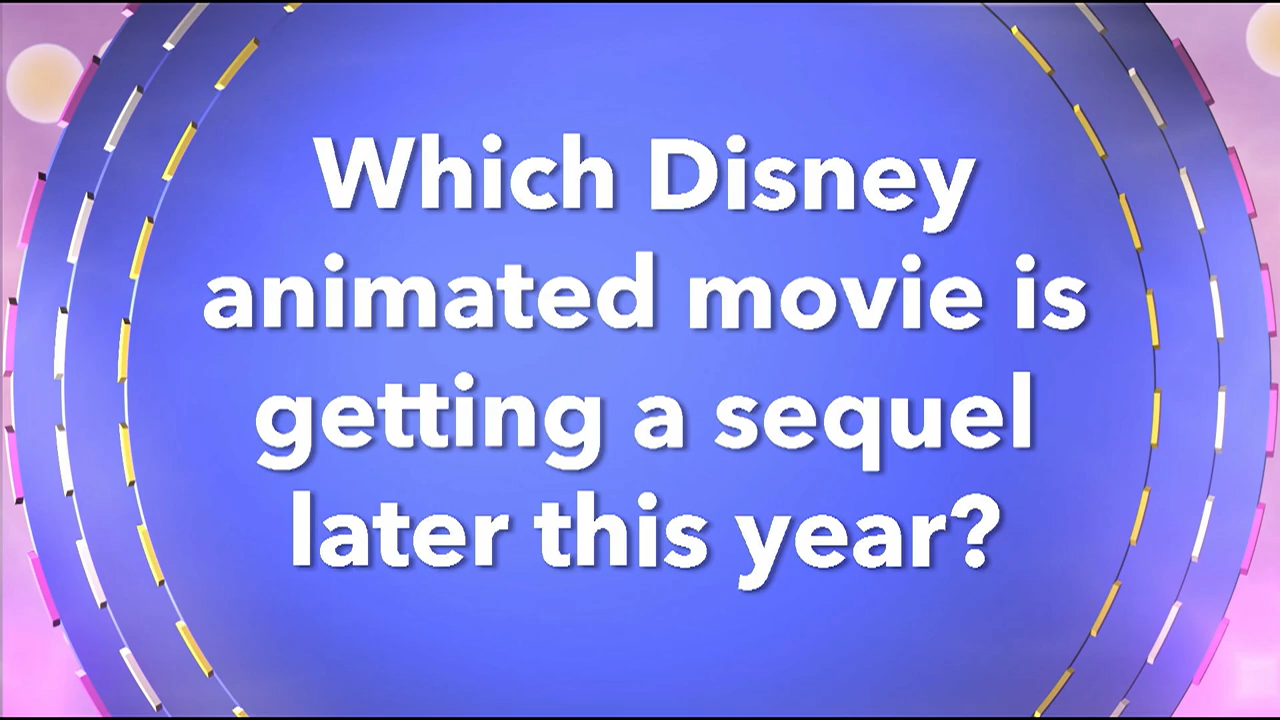 Which Disney
animated movie is
getting a sequel
later this year?